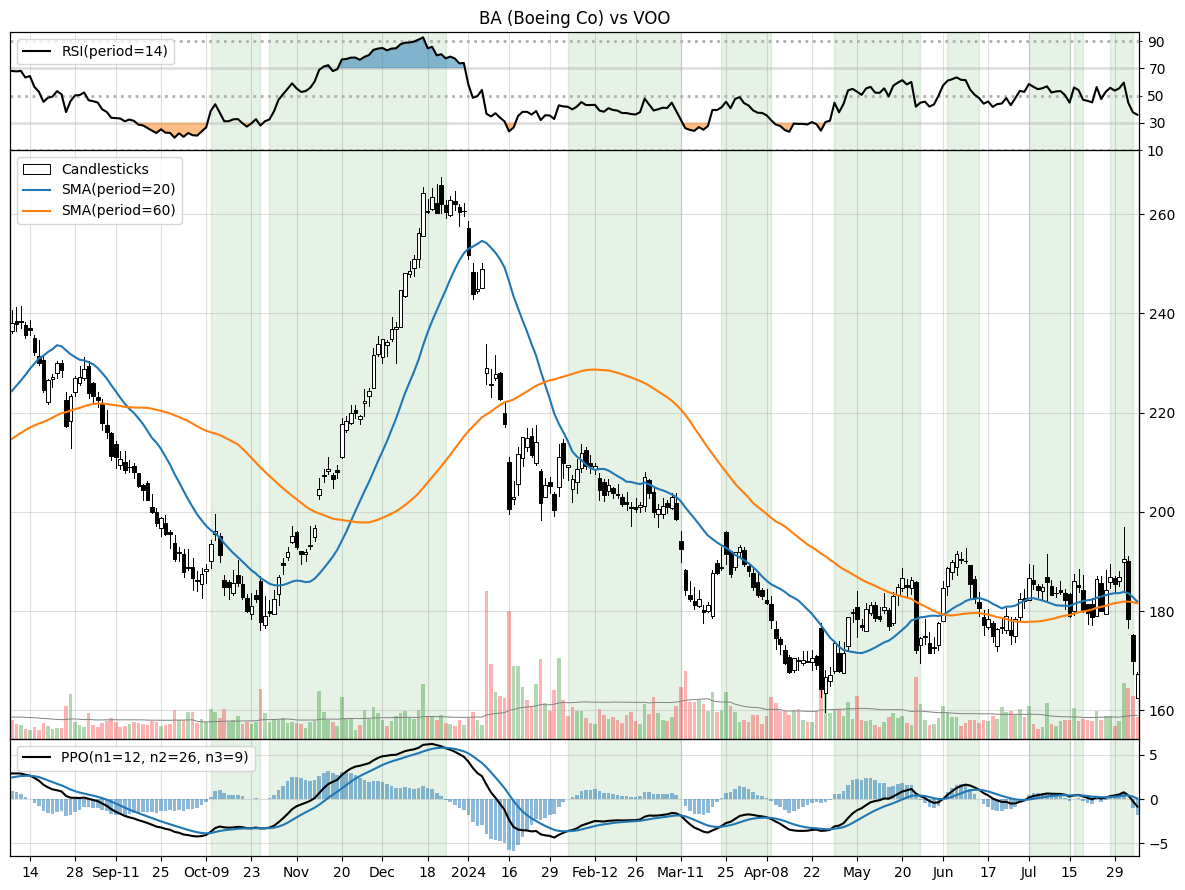 BA (Boeing Co) vs VOO
RSI(period=14)
90
70
50
30
10
Candlesticks
SMA(period=20)
SMA(period=60)
260
240
220
200
180
160
PPO(n1=12, n2=26, n3=9)
5
0
−5
14 28 Sep-11 25 Oct-09 23 Nov 20 Dec 18 2024 16 29 Feb-12 26 Mar-11 25 Apr-08 22 May 20 Jun 17 Jul 15 29